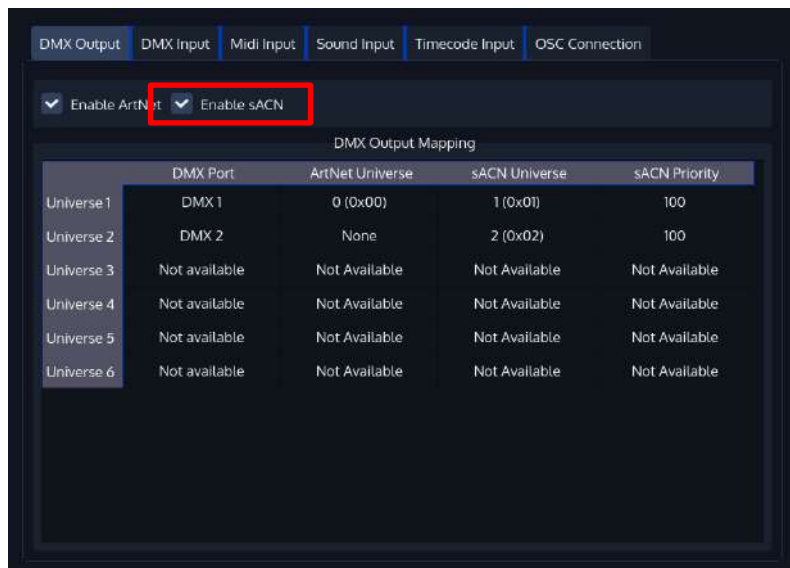 DMX Output DMX Input Midi Input Sound Input Timecode Input OSC Connection
Enable ArtNet Enable sACN
DMX Output Mapping
DMX Port ArtNet Universe sACN Universe sACN Priority
Universe 1 DMX 1 0 (0x00) 1 (0x01) 100
Universe 2 DMX 2 None 2 (0x02) 100
Universe 3 Not available Not Available Not Available Not Available
Universe 4 Not available Not Available Not Available Not Available
Universe 5 Not available Not Available Not Available Not Available
Universe 6 Not available Not Available Not Available Not Available